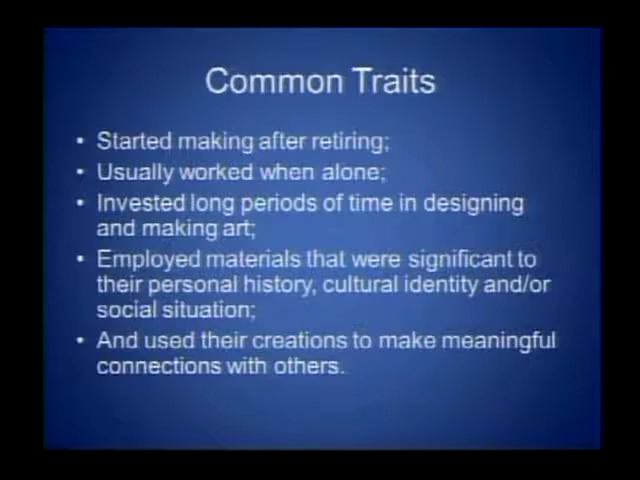 Common Traits
• Started making after retiring;
• Usually worked when alone;
• Invested long periods of time in designing
and making art;
• Employed materials that were significant to
their personal history, cultural identity and/or
social situation;
• And used their creations to make meaningful
connections with others.